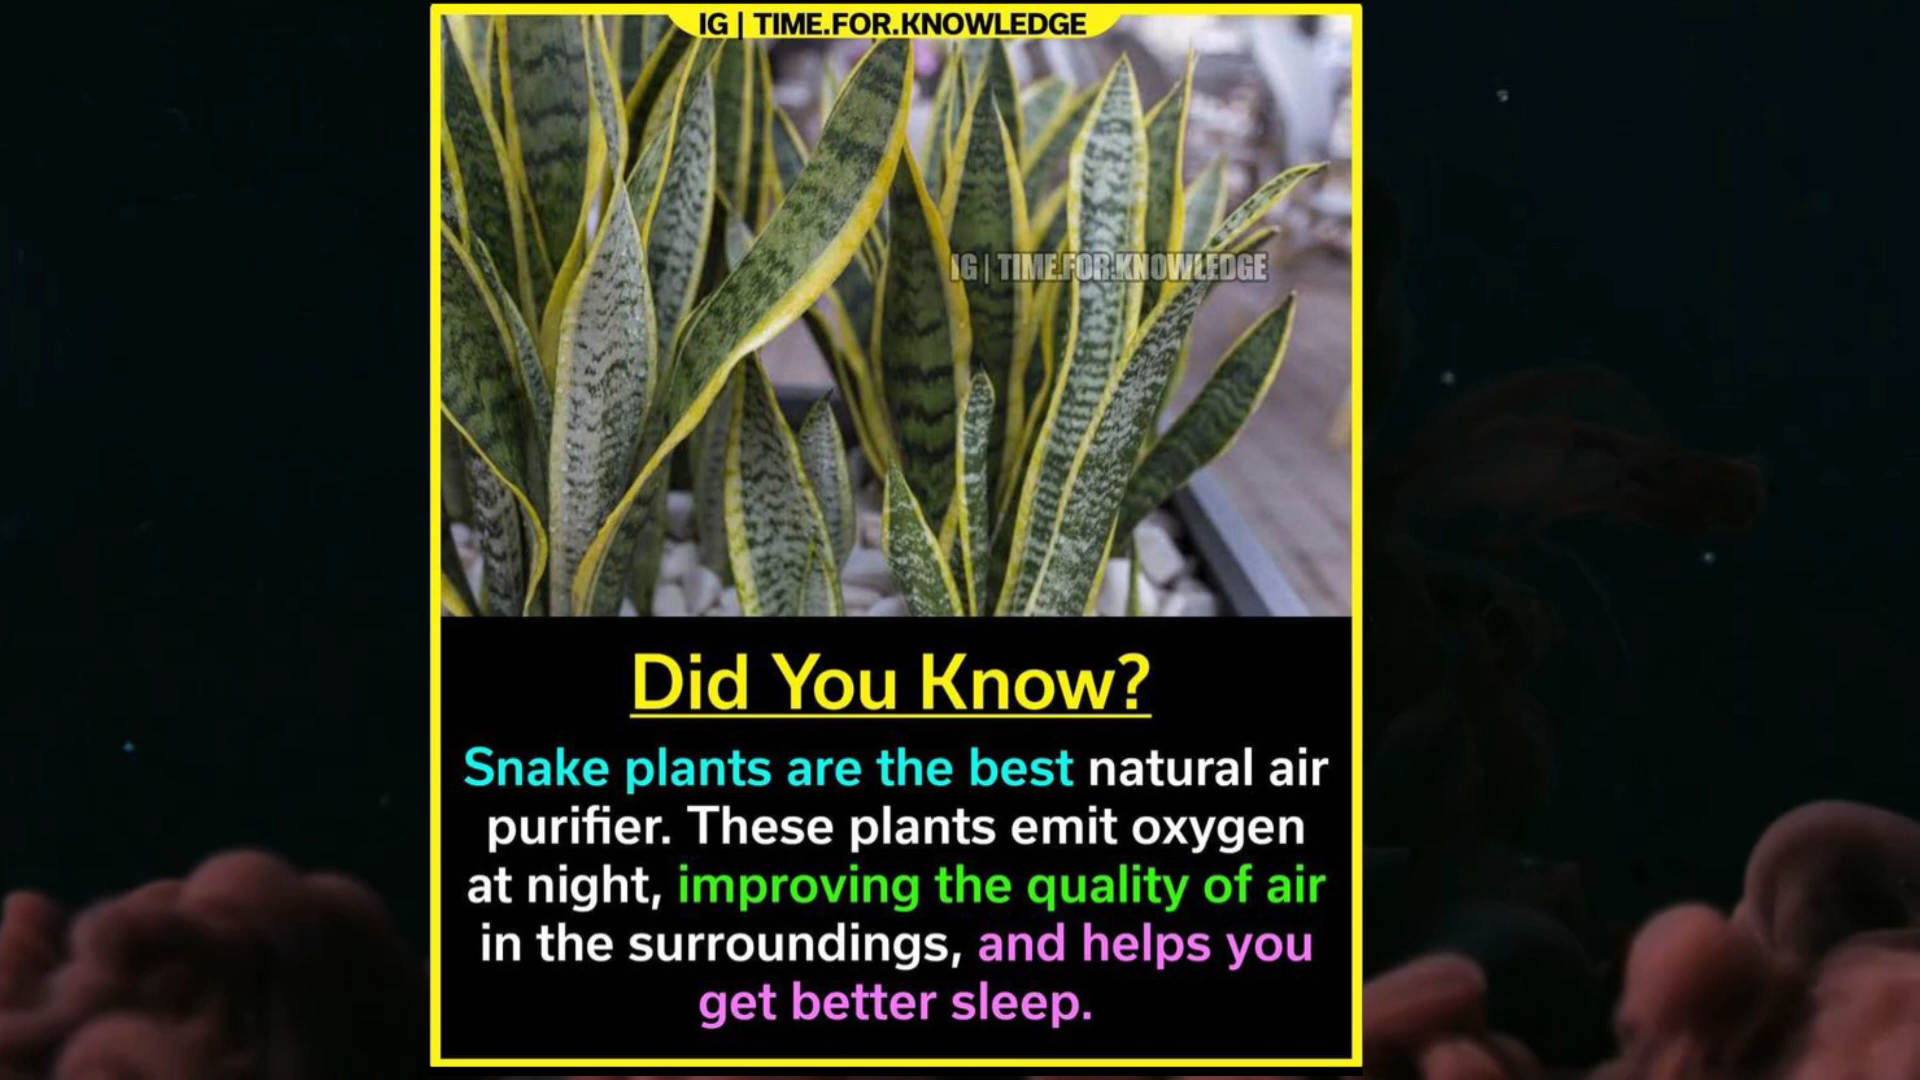 IG | TIME.FOR.KNOWLEDGE
IG | TIME.FOR.KNOWLEDGE
Did You Know?
Snake plants are the best natural air
purifier. These plants emit oxygen
at night, improving the quality of air
in the surroundings, and helps you
get better sleep.